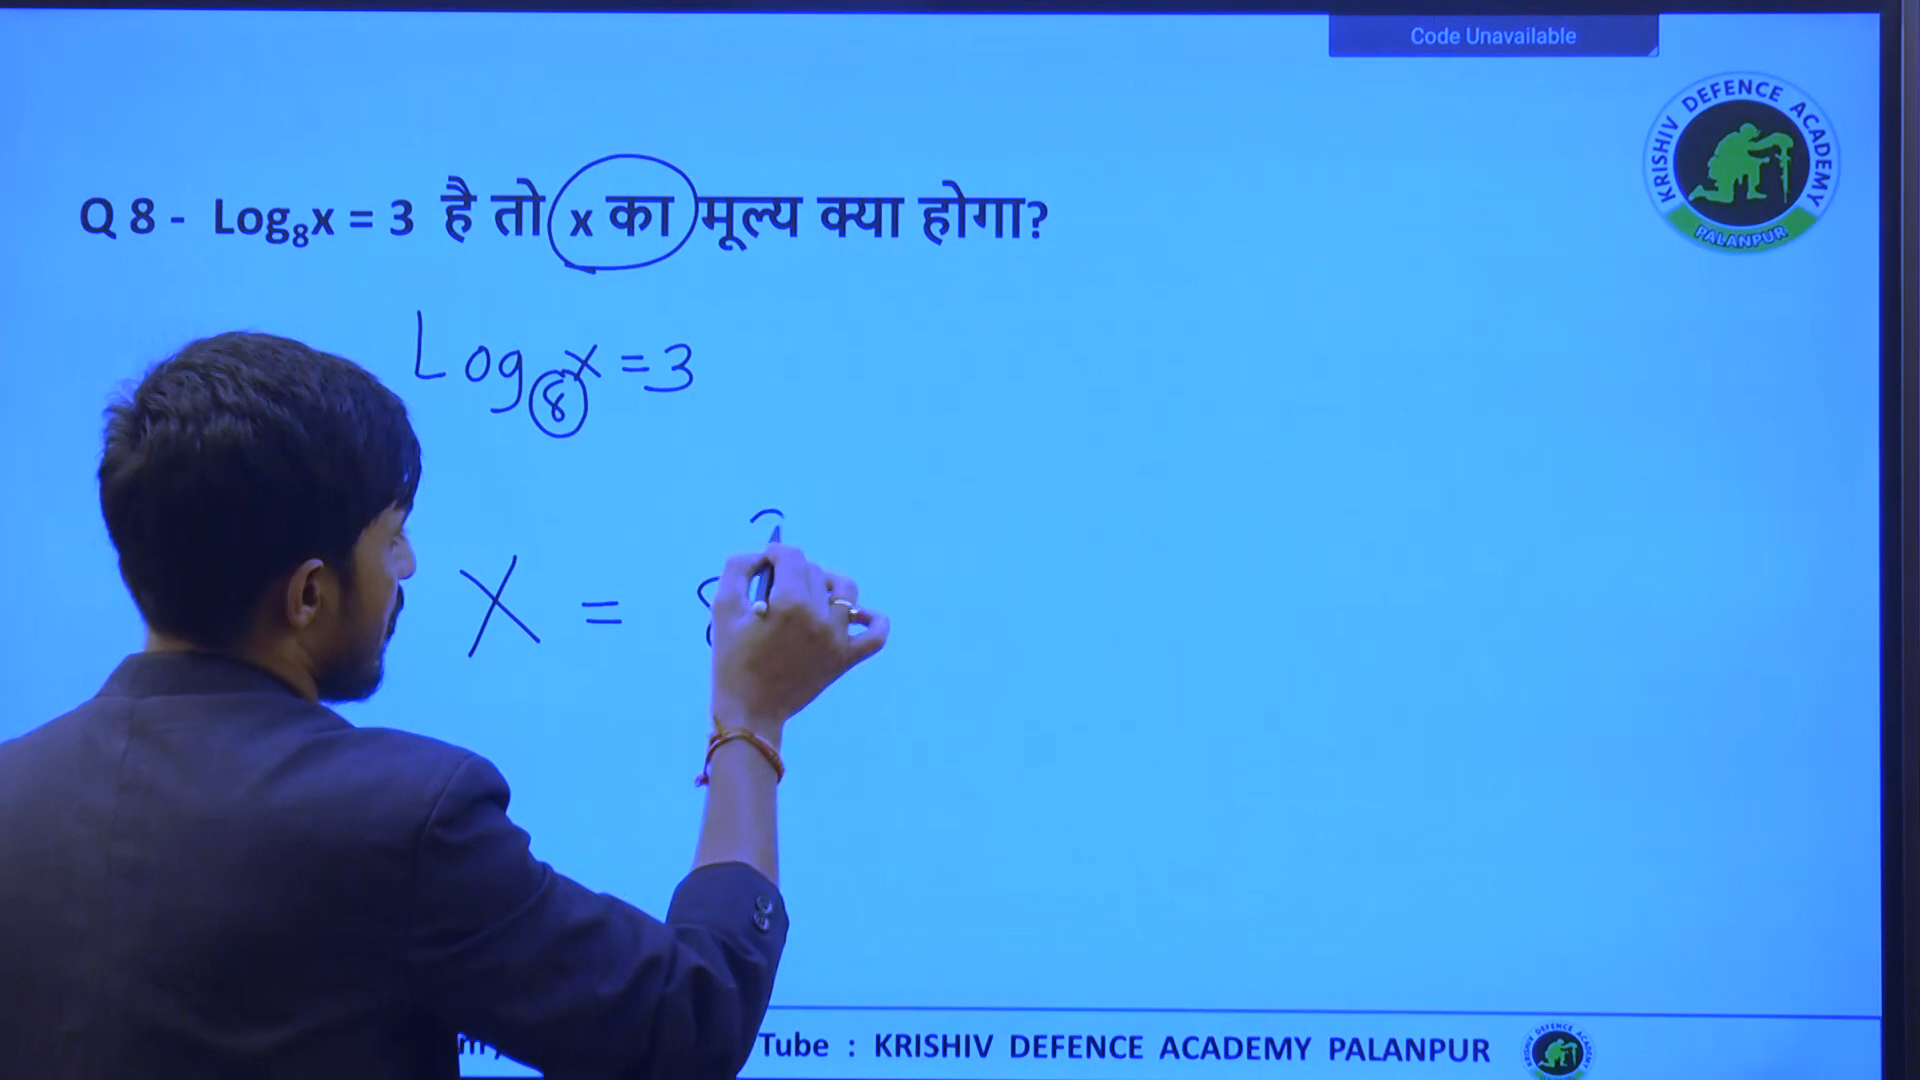 Code Unavailable
KRISHIV DEFENCE ACADEMY
PALANPUR
Q 8 - Log₈x = 3 है तो x का मूल्य क्या होगा?
Log₈x = 3
X =
Tube : KRISHIV DEFENCE ACADEMY PALANPUR